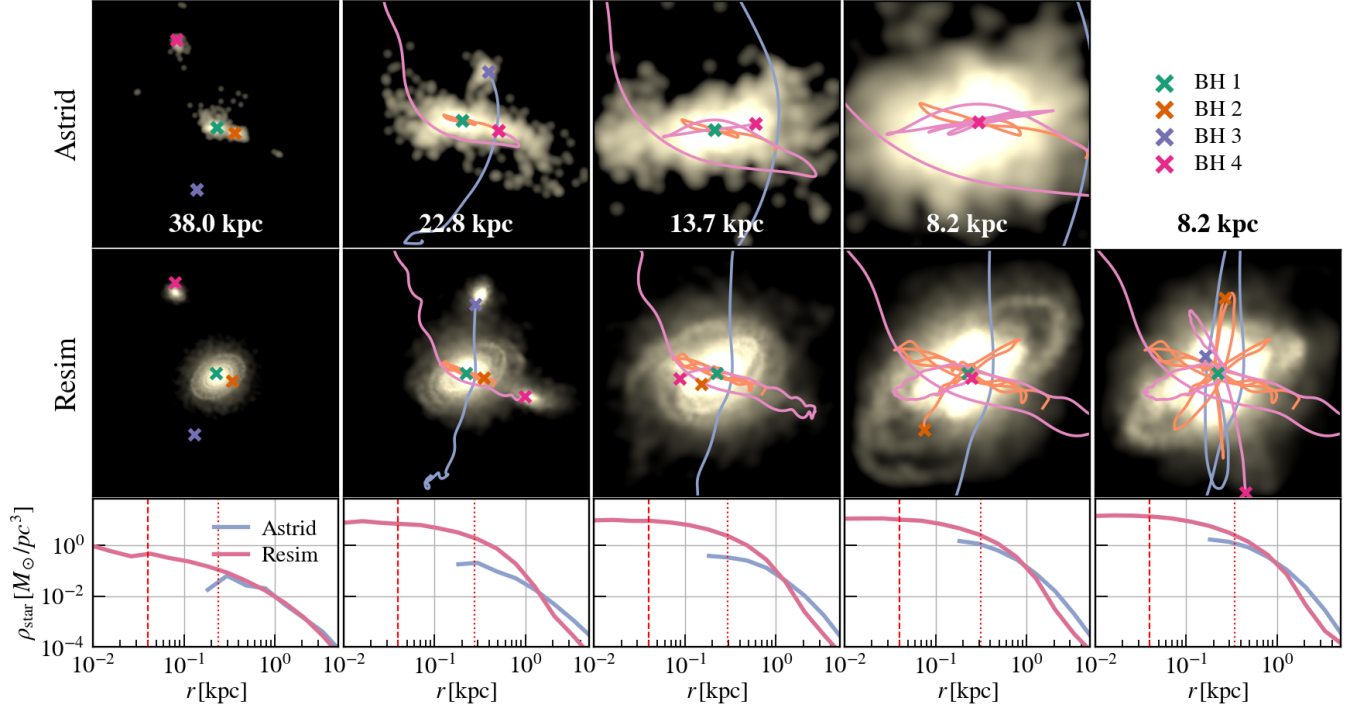 Astrid
38.0 kpc
22.8 kpc
13.7 kpc
8.2 kpc
8.2 kpc
BH 1
BH 2
BH 3
BH 4
Resim
ρ_star [M_⊙/pc³]
10⁰
10⁻²
10⁻⁴
Astrid
Resim
10⁻² 10⁻¹ 10⁰
10⁻² 10⁻¹ 10⁰
10⁻² 10⁻¹ 10⁰
10⁻² 10⁻¹ 10⁰
10⁻² 10⁻¹ 10⁰
r [kpc]
r [kpc]
r [kpc]
r [kpc]
r [kpc]